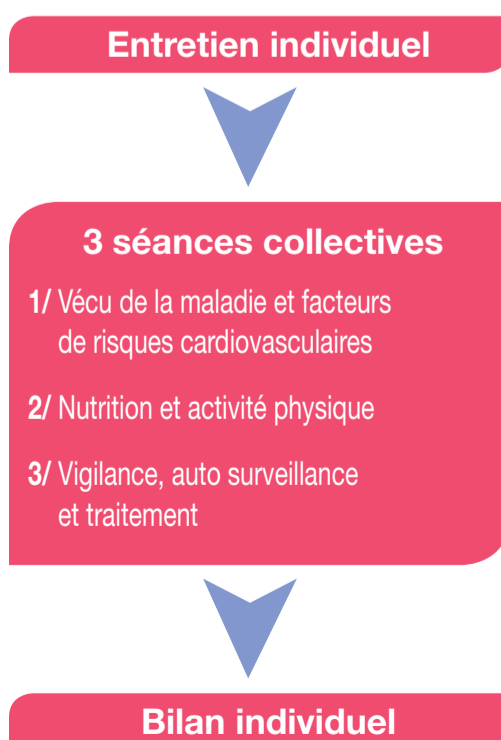 Entretien individuel
3 séances collectives
1/ Vécu de la maladie et facteurs
de risques cardiovasculaires
2/ Nutrition et activité physique
3/ Vigilance, auto surveillance
et traitement
Bilan individuel